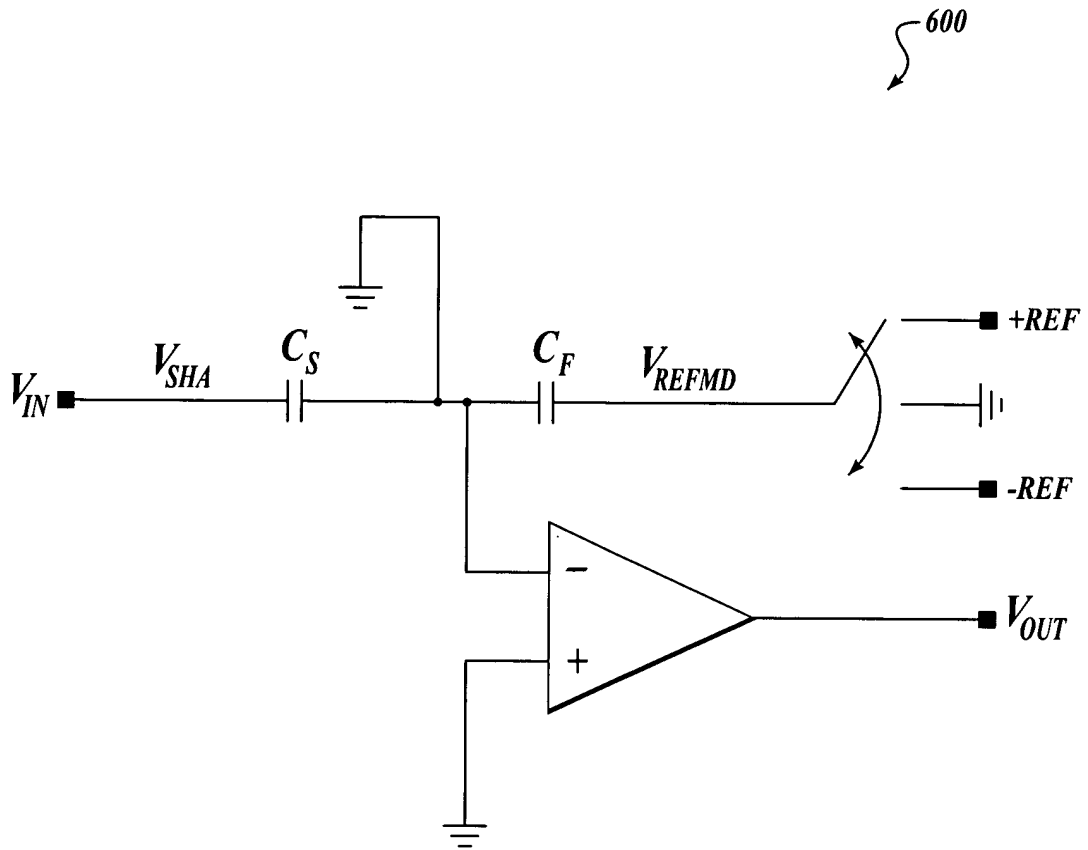 600
+REF
V_SHA
C_S
C_F
V_REFMD
V_IN
-REF
−
V_OUT
+